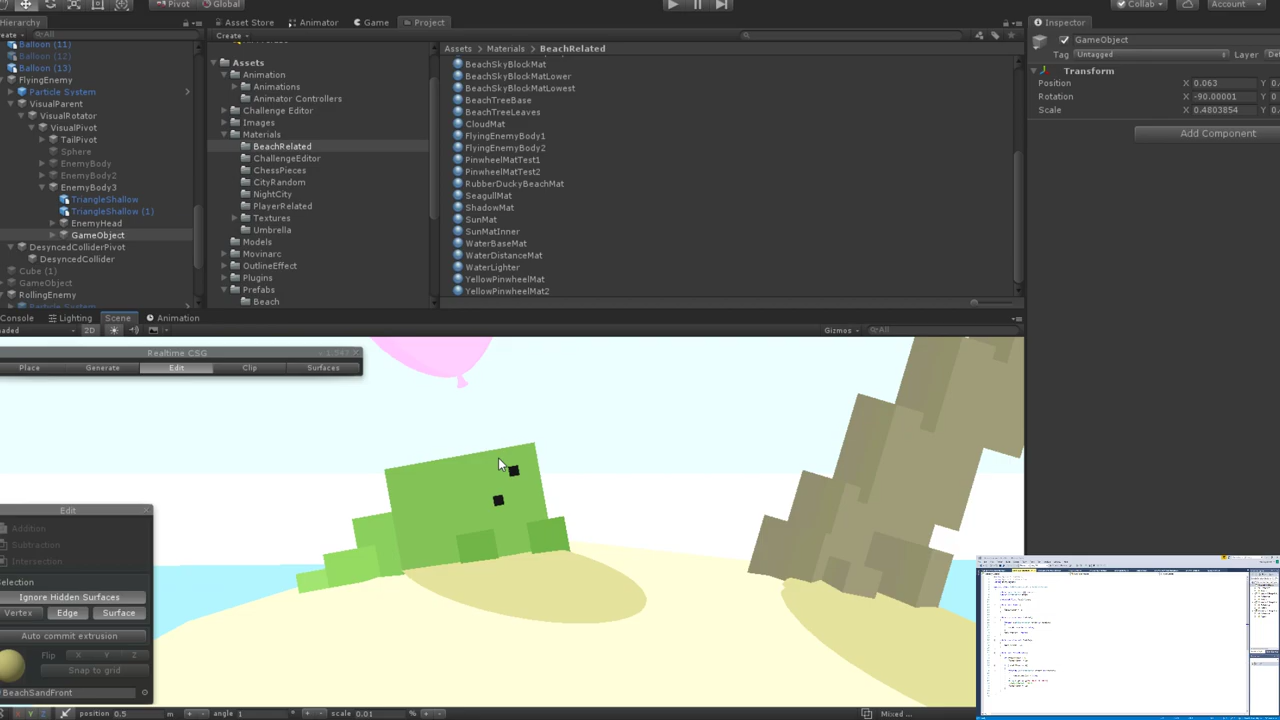 Pivot Global Collab Account
Hierarchy Asset Store Animator Game Project Inspector
Create All Create GameObject
Balloon (11)
Balloon (12)
Balloon (13)
FlyingEnemy
Particle System
VisualParent
VisualRotator
VisualPivot
TailPivot
Sphere
EnemyBody
EnemyBody2
EnemyBody3
TriangleShallow
TriangleShallow (1)
EnemyHead
GameObject
DesyncedColliderPivot
DesyncedCollider
Cube (1)
GameObject
RollingEnemy
Particle System
Assets
Animation
Animations
Animator Controllers
Challenge Editor
Images
Materials
BeachRelated
ChallengeEditor
ChessPieces
CityRandom
NightCity
PlayerRelated
Textures
Umbrella
Models
Movinarc
OutlineEffect
Plugins
Prefabs
Beach
Assets Materials BeachRelated
BeachSkyBlockMat
BeachSkyBlockMatLower
BeachSkyBlockMatLowest
BeachTreeBase
BeachTreeLeaves
CloudMat
FlyingEnemyBody1
FlyingEnemyBody2
PinwheelMatTest1
PinwheelMatTest2
RubberDuckyBeachMat
SeagullMat
ShadowMat
SunMat
SunMatInner
WaterBaseMat
WaterDistanceMat
WaterLighter
YellowPinwheelMat
YellowPinwheelMat2
Tag Untagged Layer
Transform
Position X 0.063
Rotation X -90.00001
Scale X 0.4803854
Add Component
Console Lighting Scene Animation
haded 2D Gizmos All
Realtime CSG v 1.543
Place Generate Edit Clip Surfaces
Edit
Addition
Subtraction
Intersection
Selection
Ignore Hidden Surfaces
Vertex Edge Surface
Auto commit extrusion
Flip X Y Z
Snap to grid
BeachSandFront
X Y Z position 0.5 m + - angle 1 ° + - scale 0.01 % + - Mixed ...